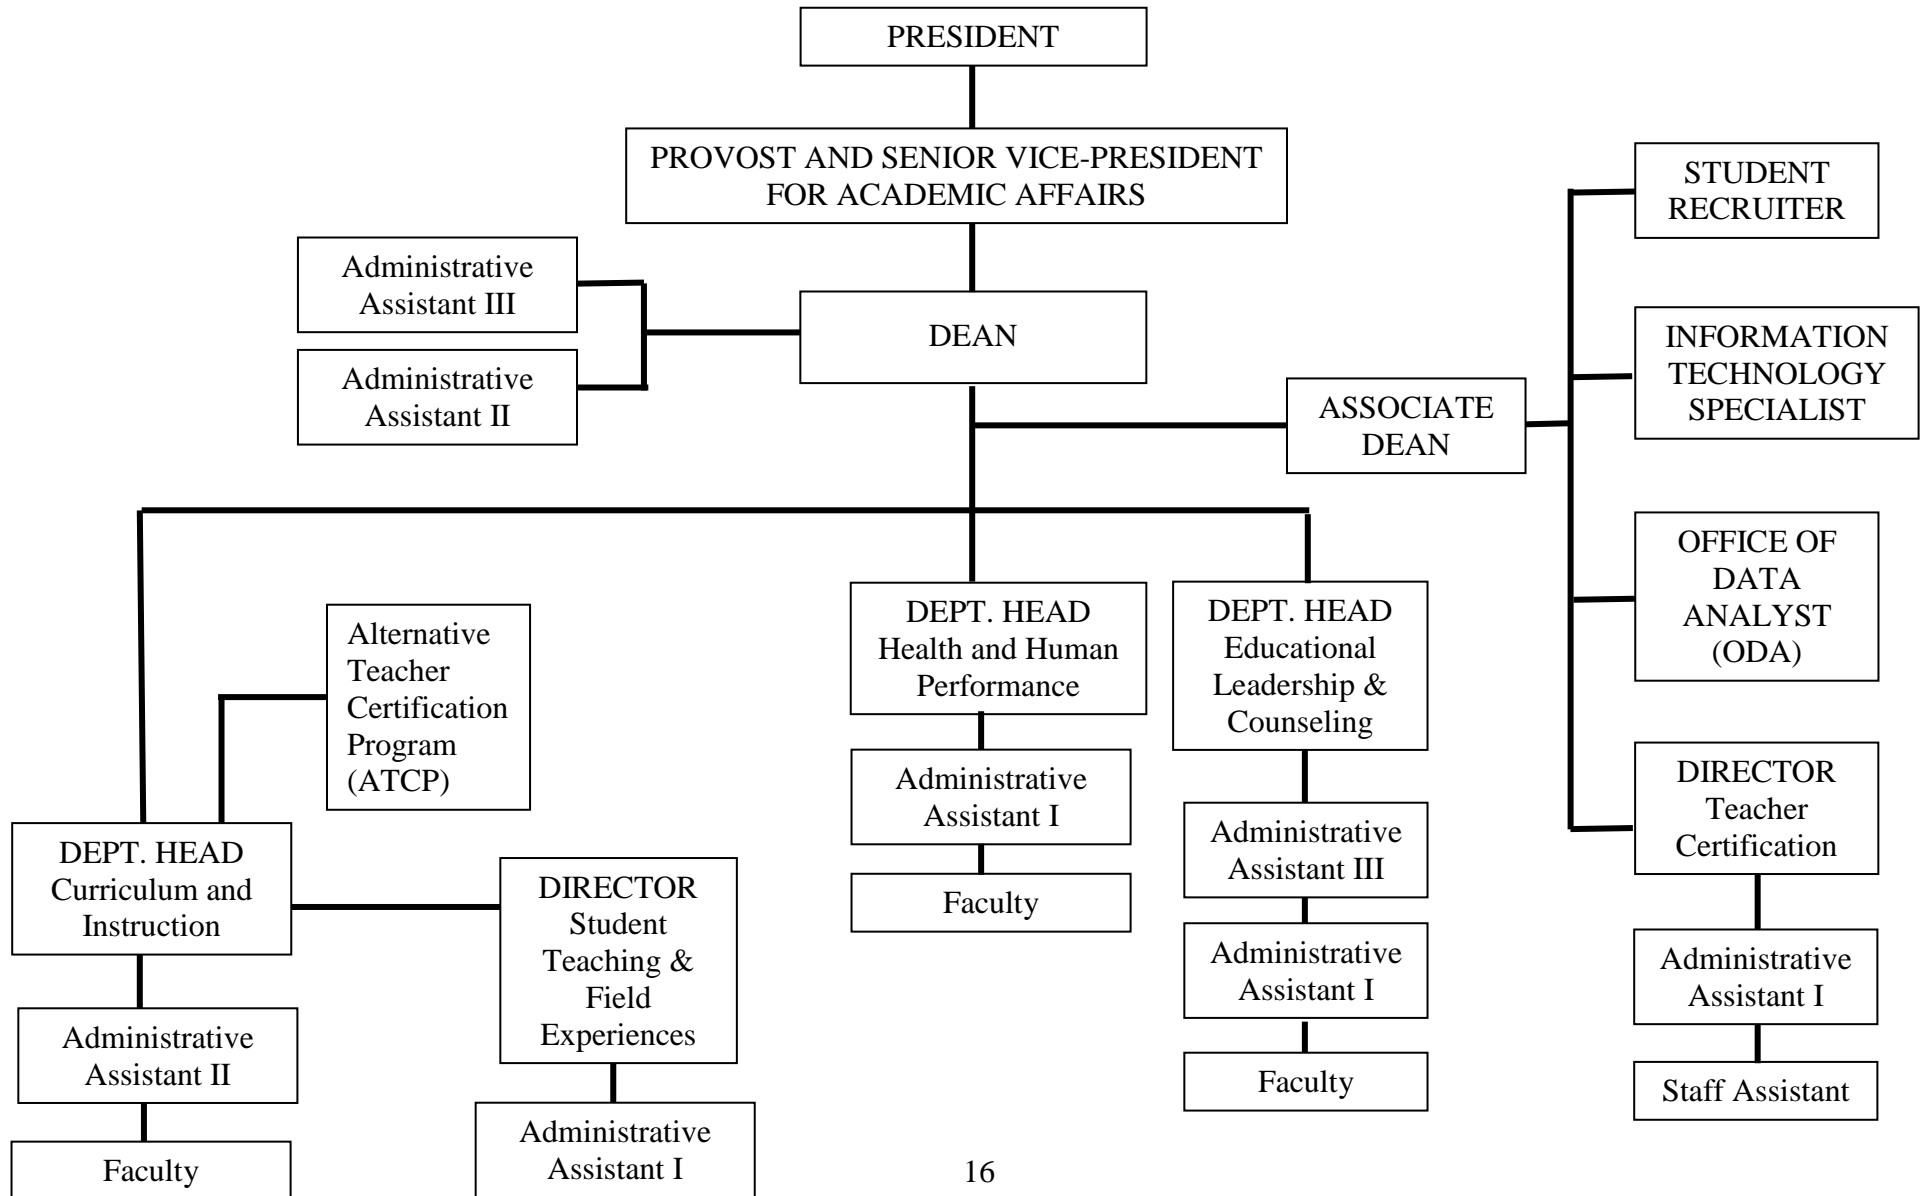 PRESIDENT
PROVOST AND SENIOR VICE-PRESIDENT
FOR ACADEMIC AFFAIRS
STUDENT
RECRUITER
Administrative
Assistant III
DEAN
INFORMATION
TECHNOLOGY
SPECIALIST
Administrative
Assistant II
ASSOCIATE
DEAN
OFFICE OF
DATA
ANALYST
(ODA)
Alternative
Teacher
Certification
Program
(ATCP)
DEPT. HEAD
Health and Human
Performance
DEPT. HEAD
Educational
Leadership &
Counseling
DIRECTOR
Teacher
Certification
Administrative
Assistant I
Administrative
Assistant III
DEPT. HEAD
Curriculum and
Instruction
DIRECTOR
Student
Teaching &
Field
Experiences
Faculty
Administrative
Assistant I
Administrative
Assistant I
Administrative
Assistant II
Faculty
Staff Assistant
Faculty
Administrative
Assistant I
16